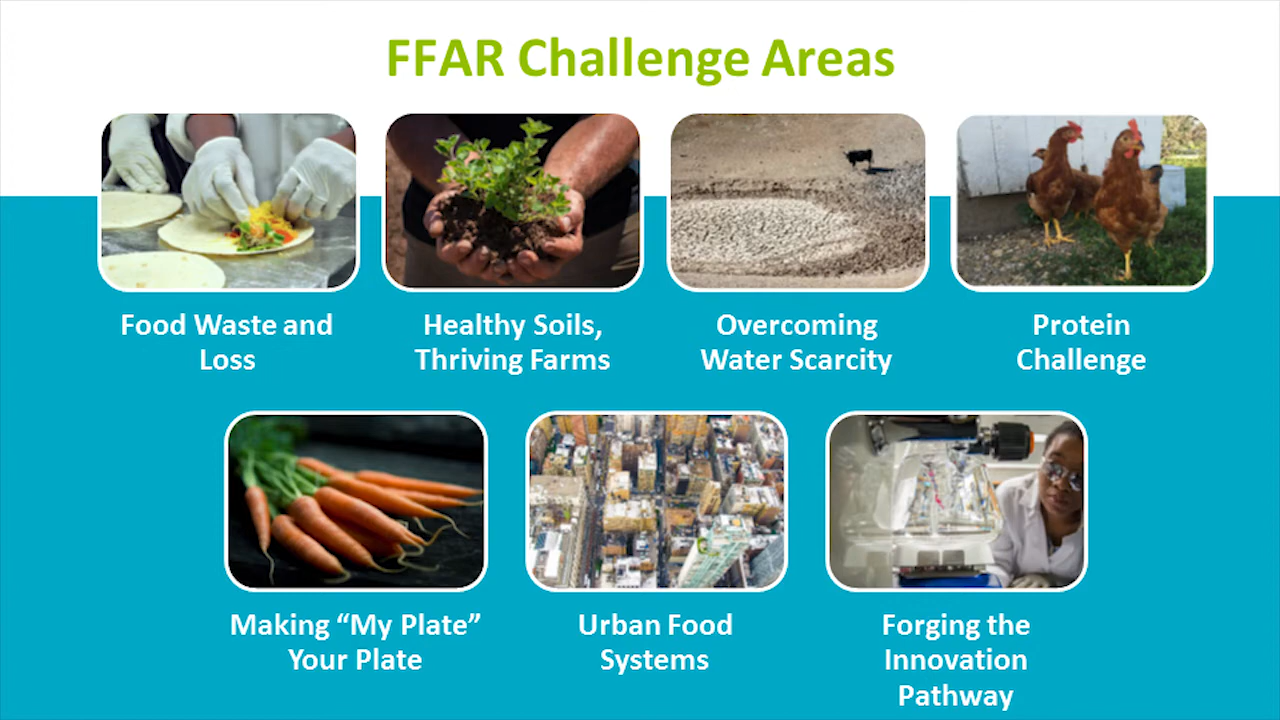 FFAR Challenge Areas
Food Waste and
Loss
Healthy Soils,
Thriving Farms
Overcoming
Water Scarcity
Protein
Challenge
Making “My Plate”
Your Plate
Urban Food
Systems
Forging the
Innovation
Pathway